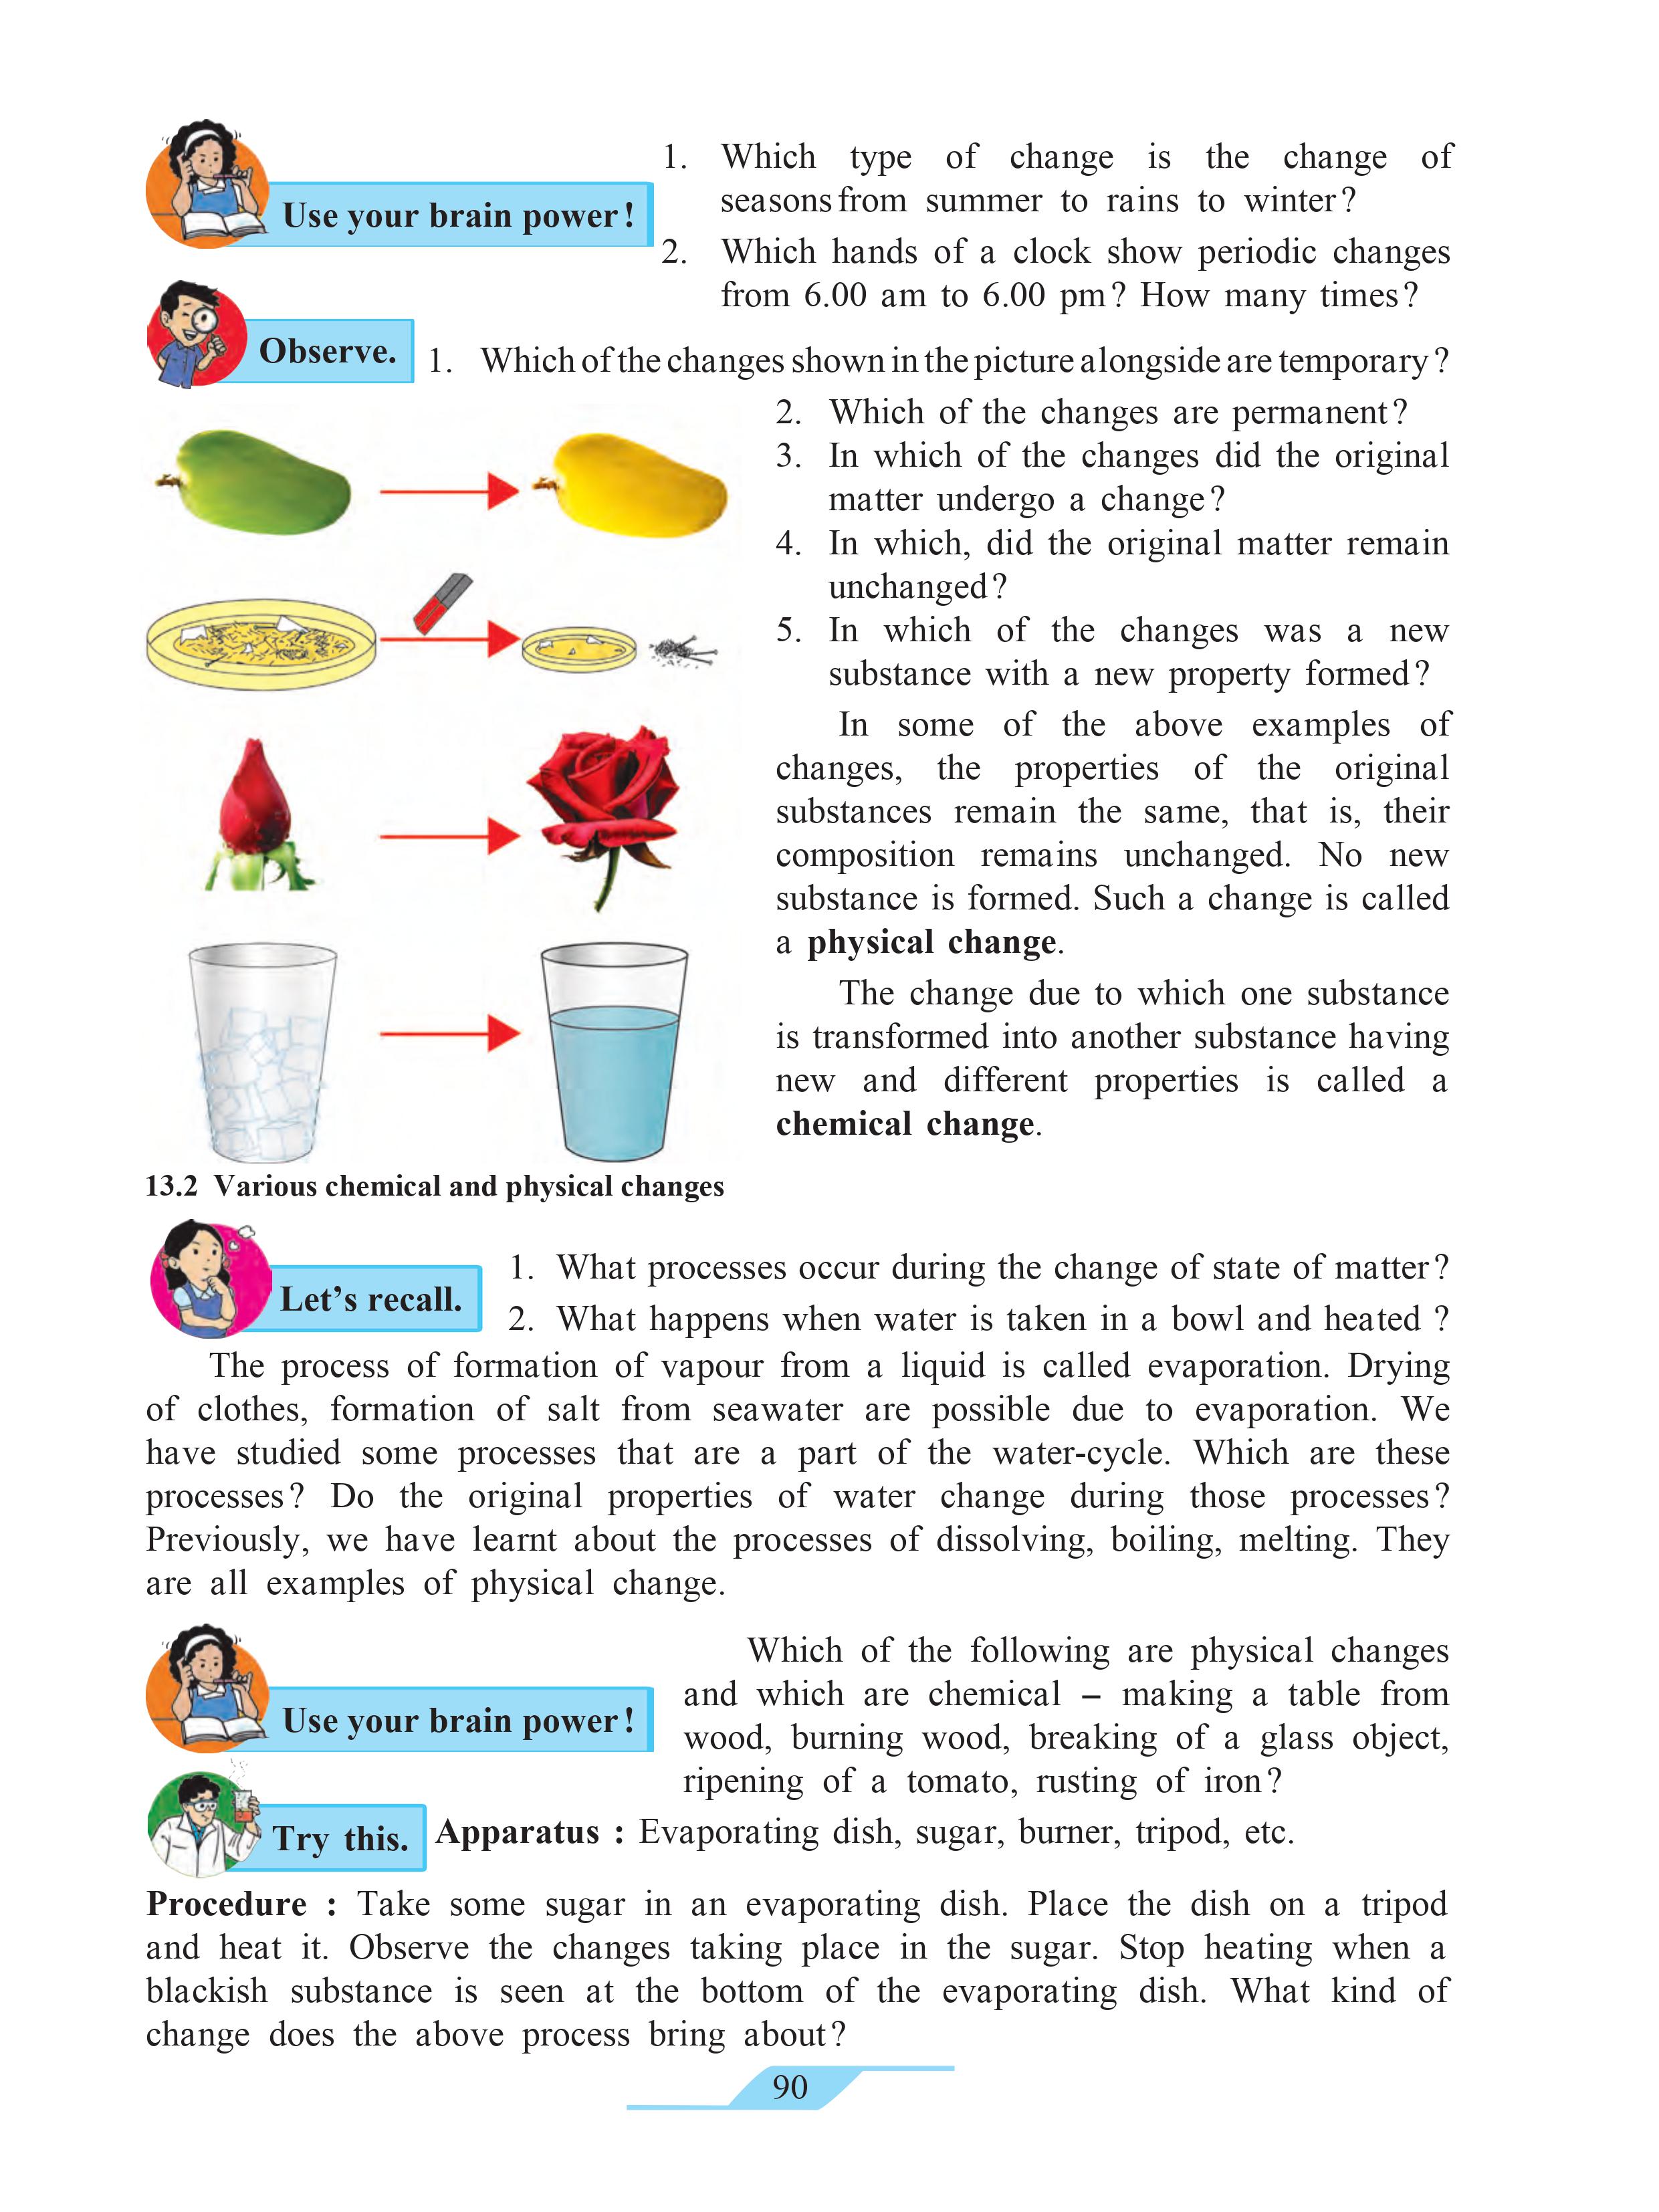 1. Which type of change is the change of
seasons from summer to rains to winter?
Use your brain power!
2. Which hands of a clock show periodic changes
from 6.00 am to 6.00 pm? How many times?
Observe.
1. Which of the changes shown in the picture alongside are temporary?
2. Which of the changes are permanent?
3. In which of the changes did the original
matter undergo a change?
4. In which, did the original matter remain
unchanged?
5. In which of the changes was a new
substance with a new property formed?
In some of the above examples of
changes, the properties of the original
substances remain the same, that is, their
composition remains unchanged. No new
substance is formed. Such a change is called
a physical change.
The change due to which one substance
is transformed into another substance having
new and different properties is called a
chemical change.
13.2 Various chemical and physical changes
Let’s recall.
1. What processes occur during the change of state of matter?
2. What happens when water is taken in a bowl and heated ?
The process of formation of vapour from a liquid is called evaporation. Drying
of clothes, formation of salt from seawater are possible due to evaporation. We
have studied some processes that are a part of the water-cycle. Which are these
processes? Do the original properties of water change during those processes?
Previously, we have learnt about the processes of dissolving, boiling, melting. They
are all examples of physical change.
Use your brain power!
Which of the following are physical changes
and which are chemical – making a table from
wood, burning wood, breaking of a glass object,
ripening of a tomato, rusting of iron?
Try this.
Apparatus : Evaporating dish, sugar, burner, tripod, etc.
Procedure : Take some sugar in an evaporating dish. Place the dish on a tripod
and heat it. Observe the changes taking place in the sugar. Stop heating when a
blackish substance is seen at the bottom of the evaporating dish. What kind of
change does the above process bring about?
90